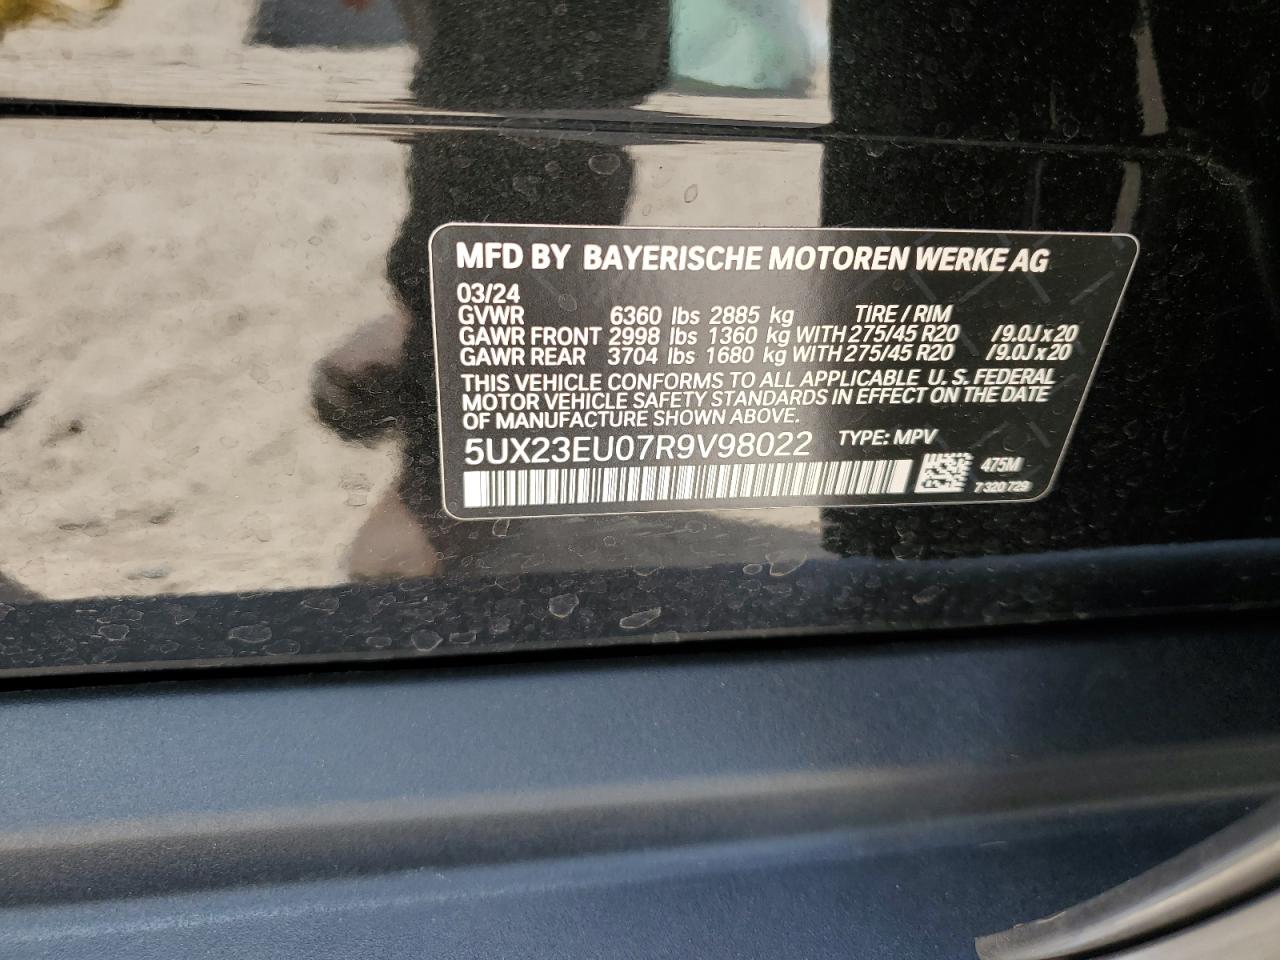 MFD BY BAYERISCHE MOTOREN WERKE AG
03/24
GVWR 6360 lbs 2885 kg TIRE / RIM
GAWR FRONT 2998 lbs 1360 kg WITH 275/45 R20 /9.0J x 20
GAWR REAR 3704 lbs 1680 kg WITH 275/45 R20 /9.0J x 20
THIS VEHICLE CONFORMS TO ALL APPLICABLE U.S. FEDERAL
MOTOR VEHICLE SAFETY STANDARDS IN EFFECT ON THE DATE
OF MANUFACTURE SHOWN ABOVE.
5UX23EU07R9V98022 TYPE: MPV
475M
7 320 729